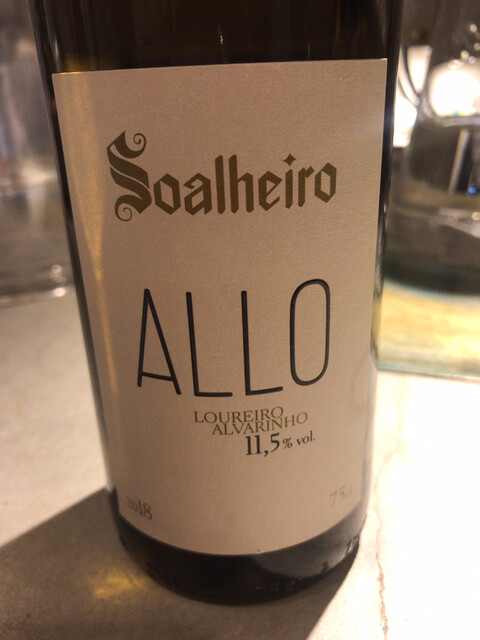 Soalheiro
ALLO
LOUREIRO
ALVARINHO
11,5% vol.
2018
75cl